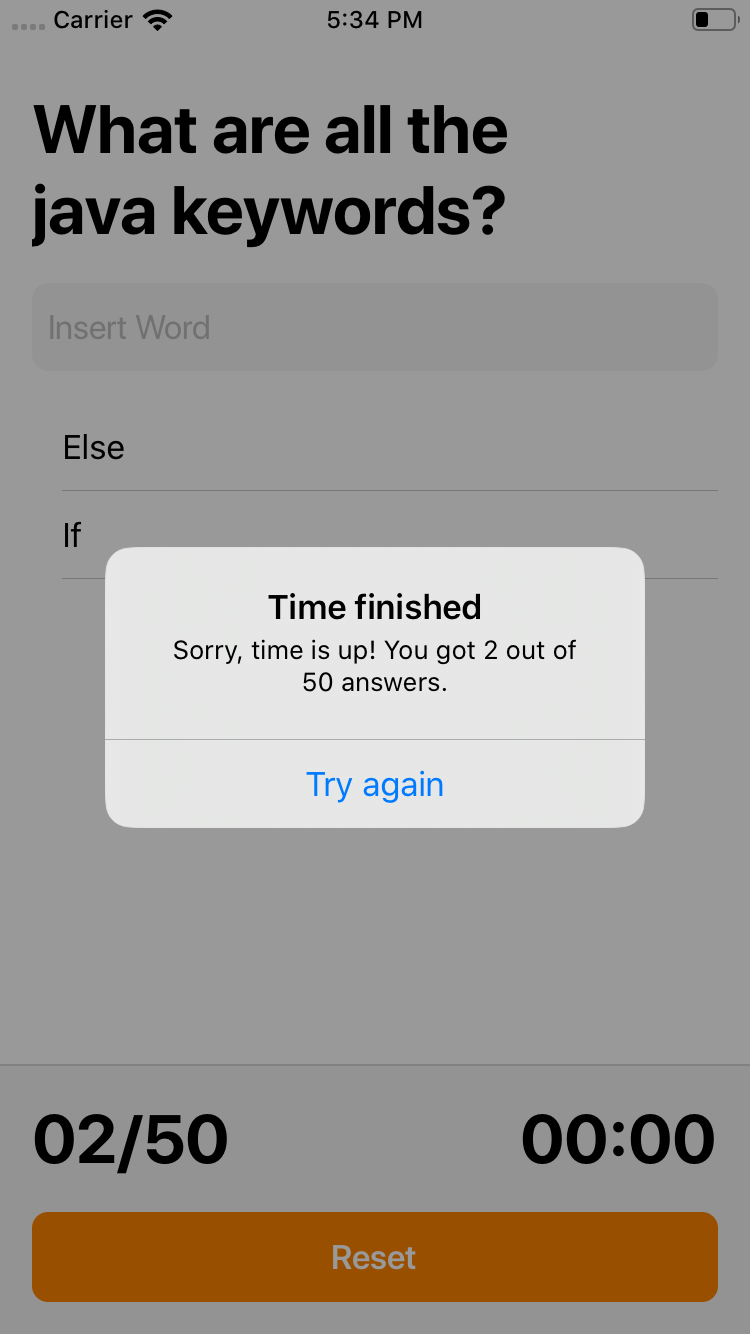 Carrier 5:34 PM
What are all the
java keywords?
Insert Word
Else
If
Time finished
Sorry, time is up! You got 2 out of
50 answers.
Try again
02/50 00:00
Reset